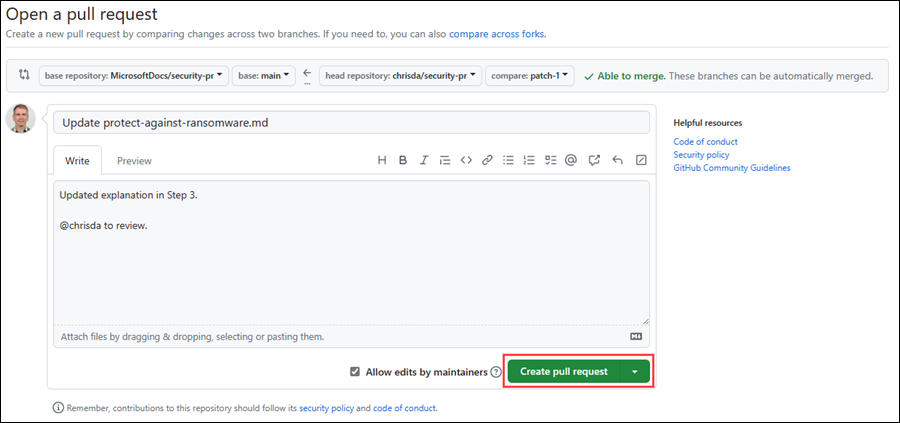 Open a pull request
Create a new pull request by comparing changes across two branches. If you need to, you can also compare across forks.
base repository: MicrosoftDocs/security-pr base: main ← head repository: chrisda/security-pr compare: patch-1 ✓ Able to merge. These branches can be automatically merged.
Update protect-against-ransomware.md
Write Preview
Updated explanation in Step 3.
@chrisda to review.
Attach files by dragging & dropping, selecting or pasting them.
Allow edits by maintainers
Create pull request
Remember, contributions to this repository should follow its security policy and code of conduct.
Helpful resources
Code of conduct
Security policy
GitHub Community Guidelines